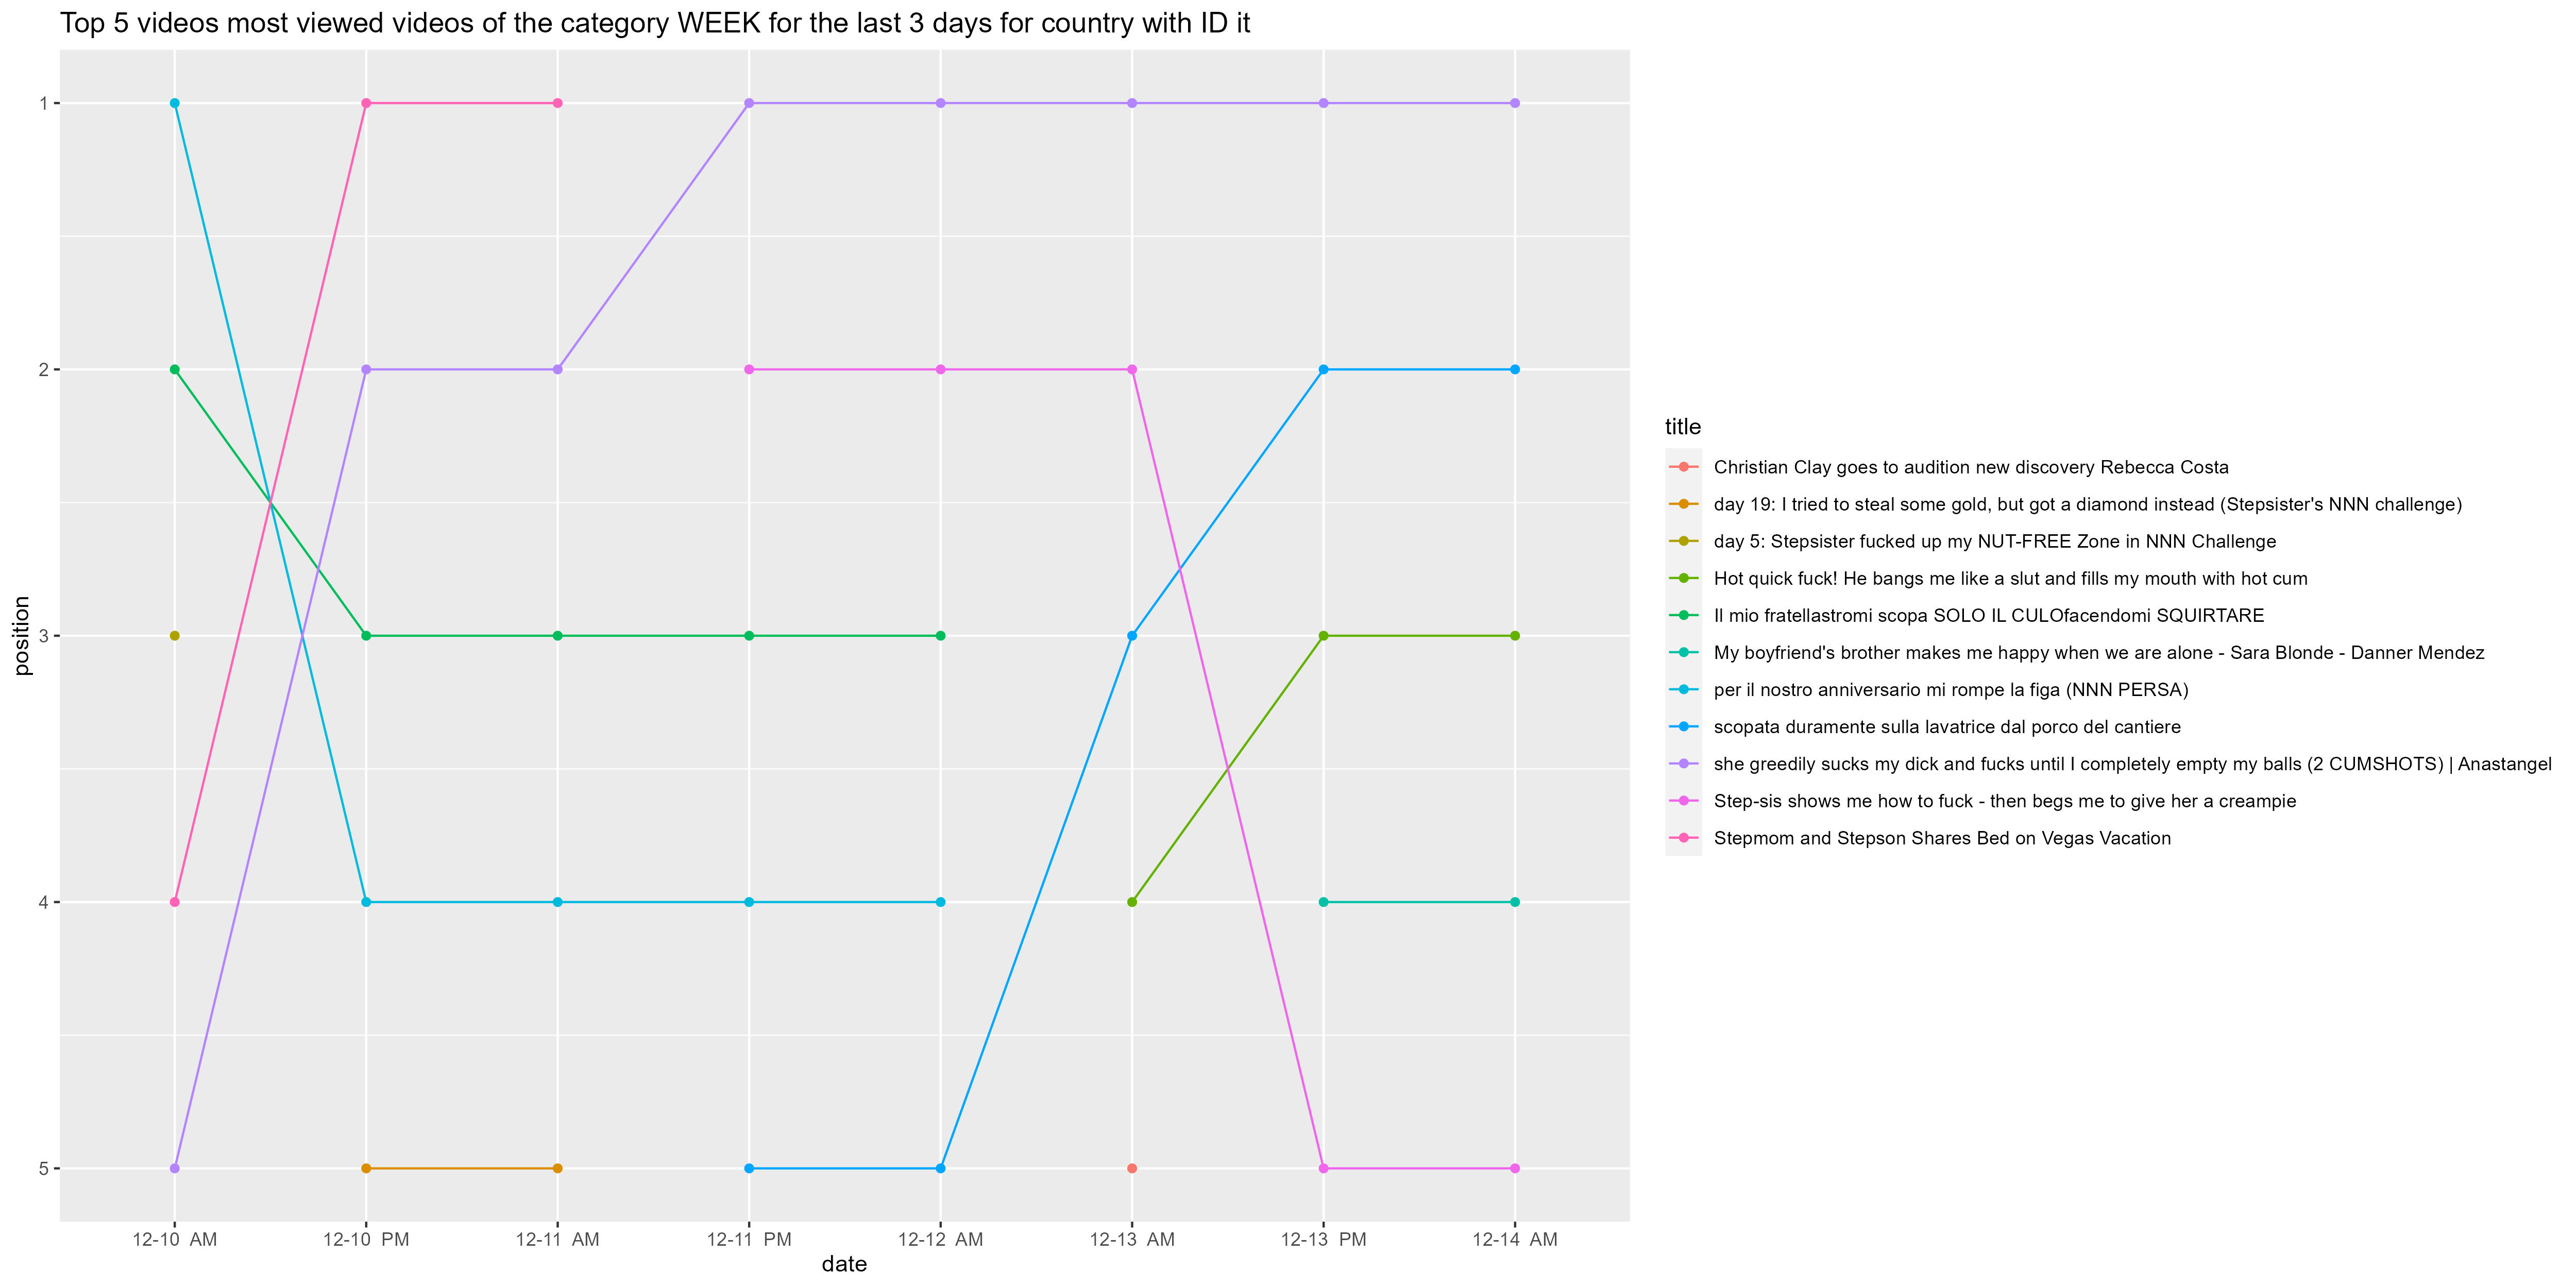 Top 5 videos most viewed videos of the category WEEK for the last 3 days for country with ID it
position
1
2
3
4
5
12-10 AM
12-10 PM
12-11 AM
12-11 PM
12-12 AM
12-13 AM
12-13 PM
12-14 AM
date
title
Christian Clay goes to audition new discovery Rebecca Costa
day 19: I tried to steal some gold, but got a diamond instead (Stepsister's NNN challenge)
day 5: Stepsister fucked up my NUT-FREE Zone in NNN Challenge
Hot quick fuck! He bangs me like a slut and fills my mouth with hot cum
Il mio fratellastromi scopa SOLO IL CULOfacendomi SQUIRTARE
My boyfriend's brother makes me happy when we are alone - Sara Blonde - Danner Mendez
per il nostro anniversario mi rompe la figa (NNN PERSA)
scopata duramente sulla lavatrice dal porco del cantiere
she greedily sucks my dick and fucks until I completely empty my balls (2 CUMSHOTS) | Anastangel
Step-sis shows me how to fuck - then begs me to give her a creampie
Stepmom and Stepson Shares Bed on Vegas Vacation